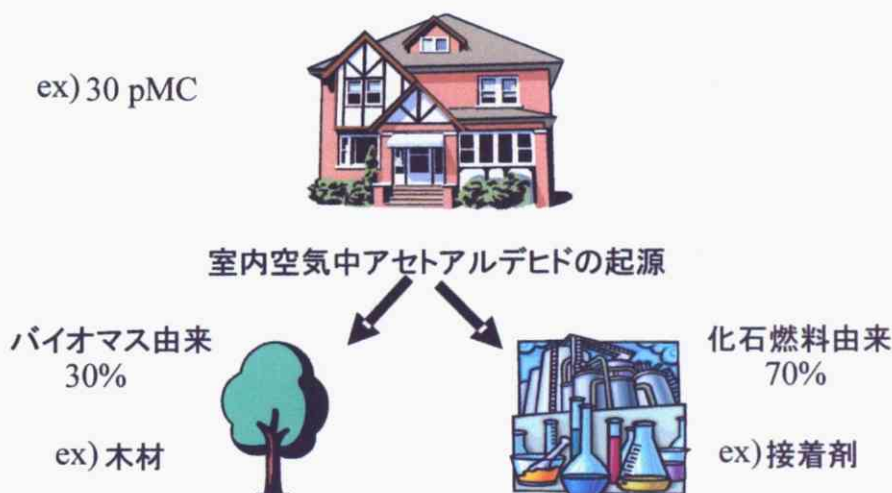 ex) 30 pMC
室内空気中アセトアルデヒドの起源
バイオマス由来
30%
ex) 木材
化石燃料由来
70%
ex) 接着剤